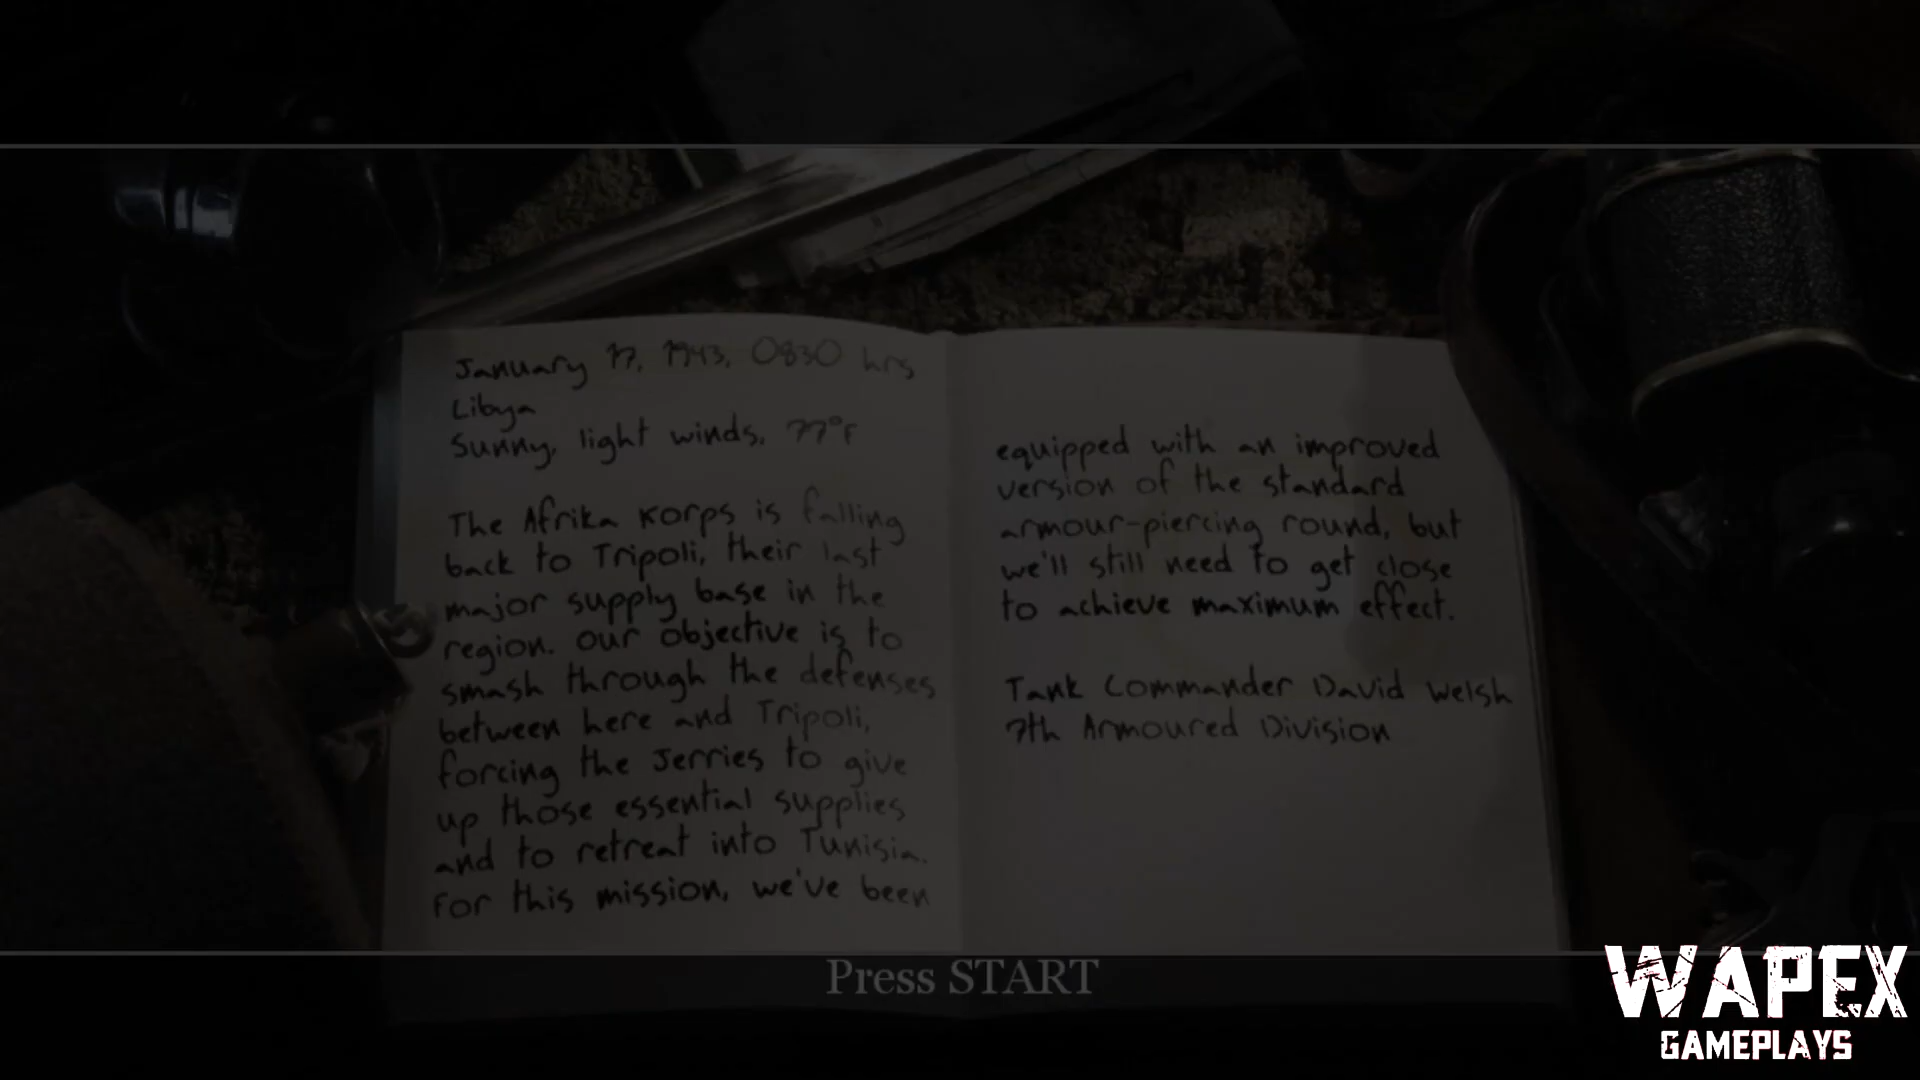 January 17, 1943, 0830 hrs
Libya
Sunny, light winds, 77°F
The Afrika Korps is falling
back to Tripoli, their last
major supply base in the
region. Our objective is to
smash through the defenses
between here and Tripoli,
forcing the Jerries to give
up those essential supplies
and to retreat into Tunisia.
For this mission, we've been
equipped with an improved
version of the standard
armour-piercing round, but
we'll still need to get close
to achieve maximum effect.
Tank Commander David Welsh
7th Armoured Division
Press START
WAPEX
GAMEPLAYS